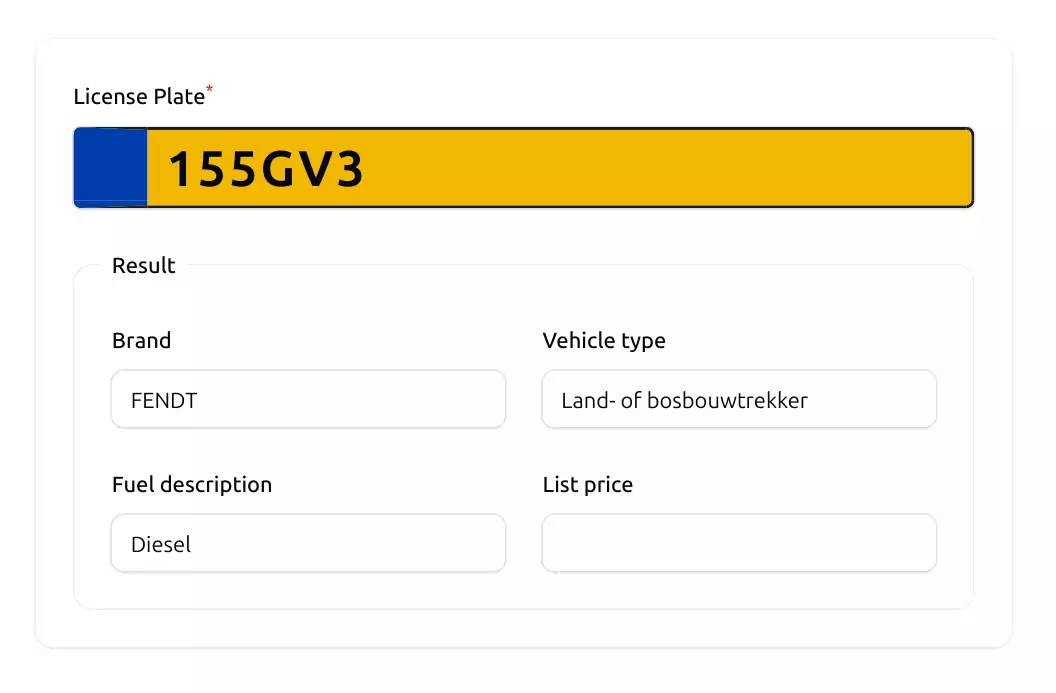 License Plate*
155GV3
Result
Brand
Vehicle type
FENDT
Land- of bosbouwtrekker
Fuel description
List price
Diesel